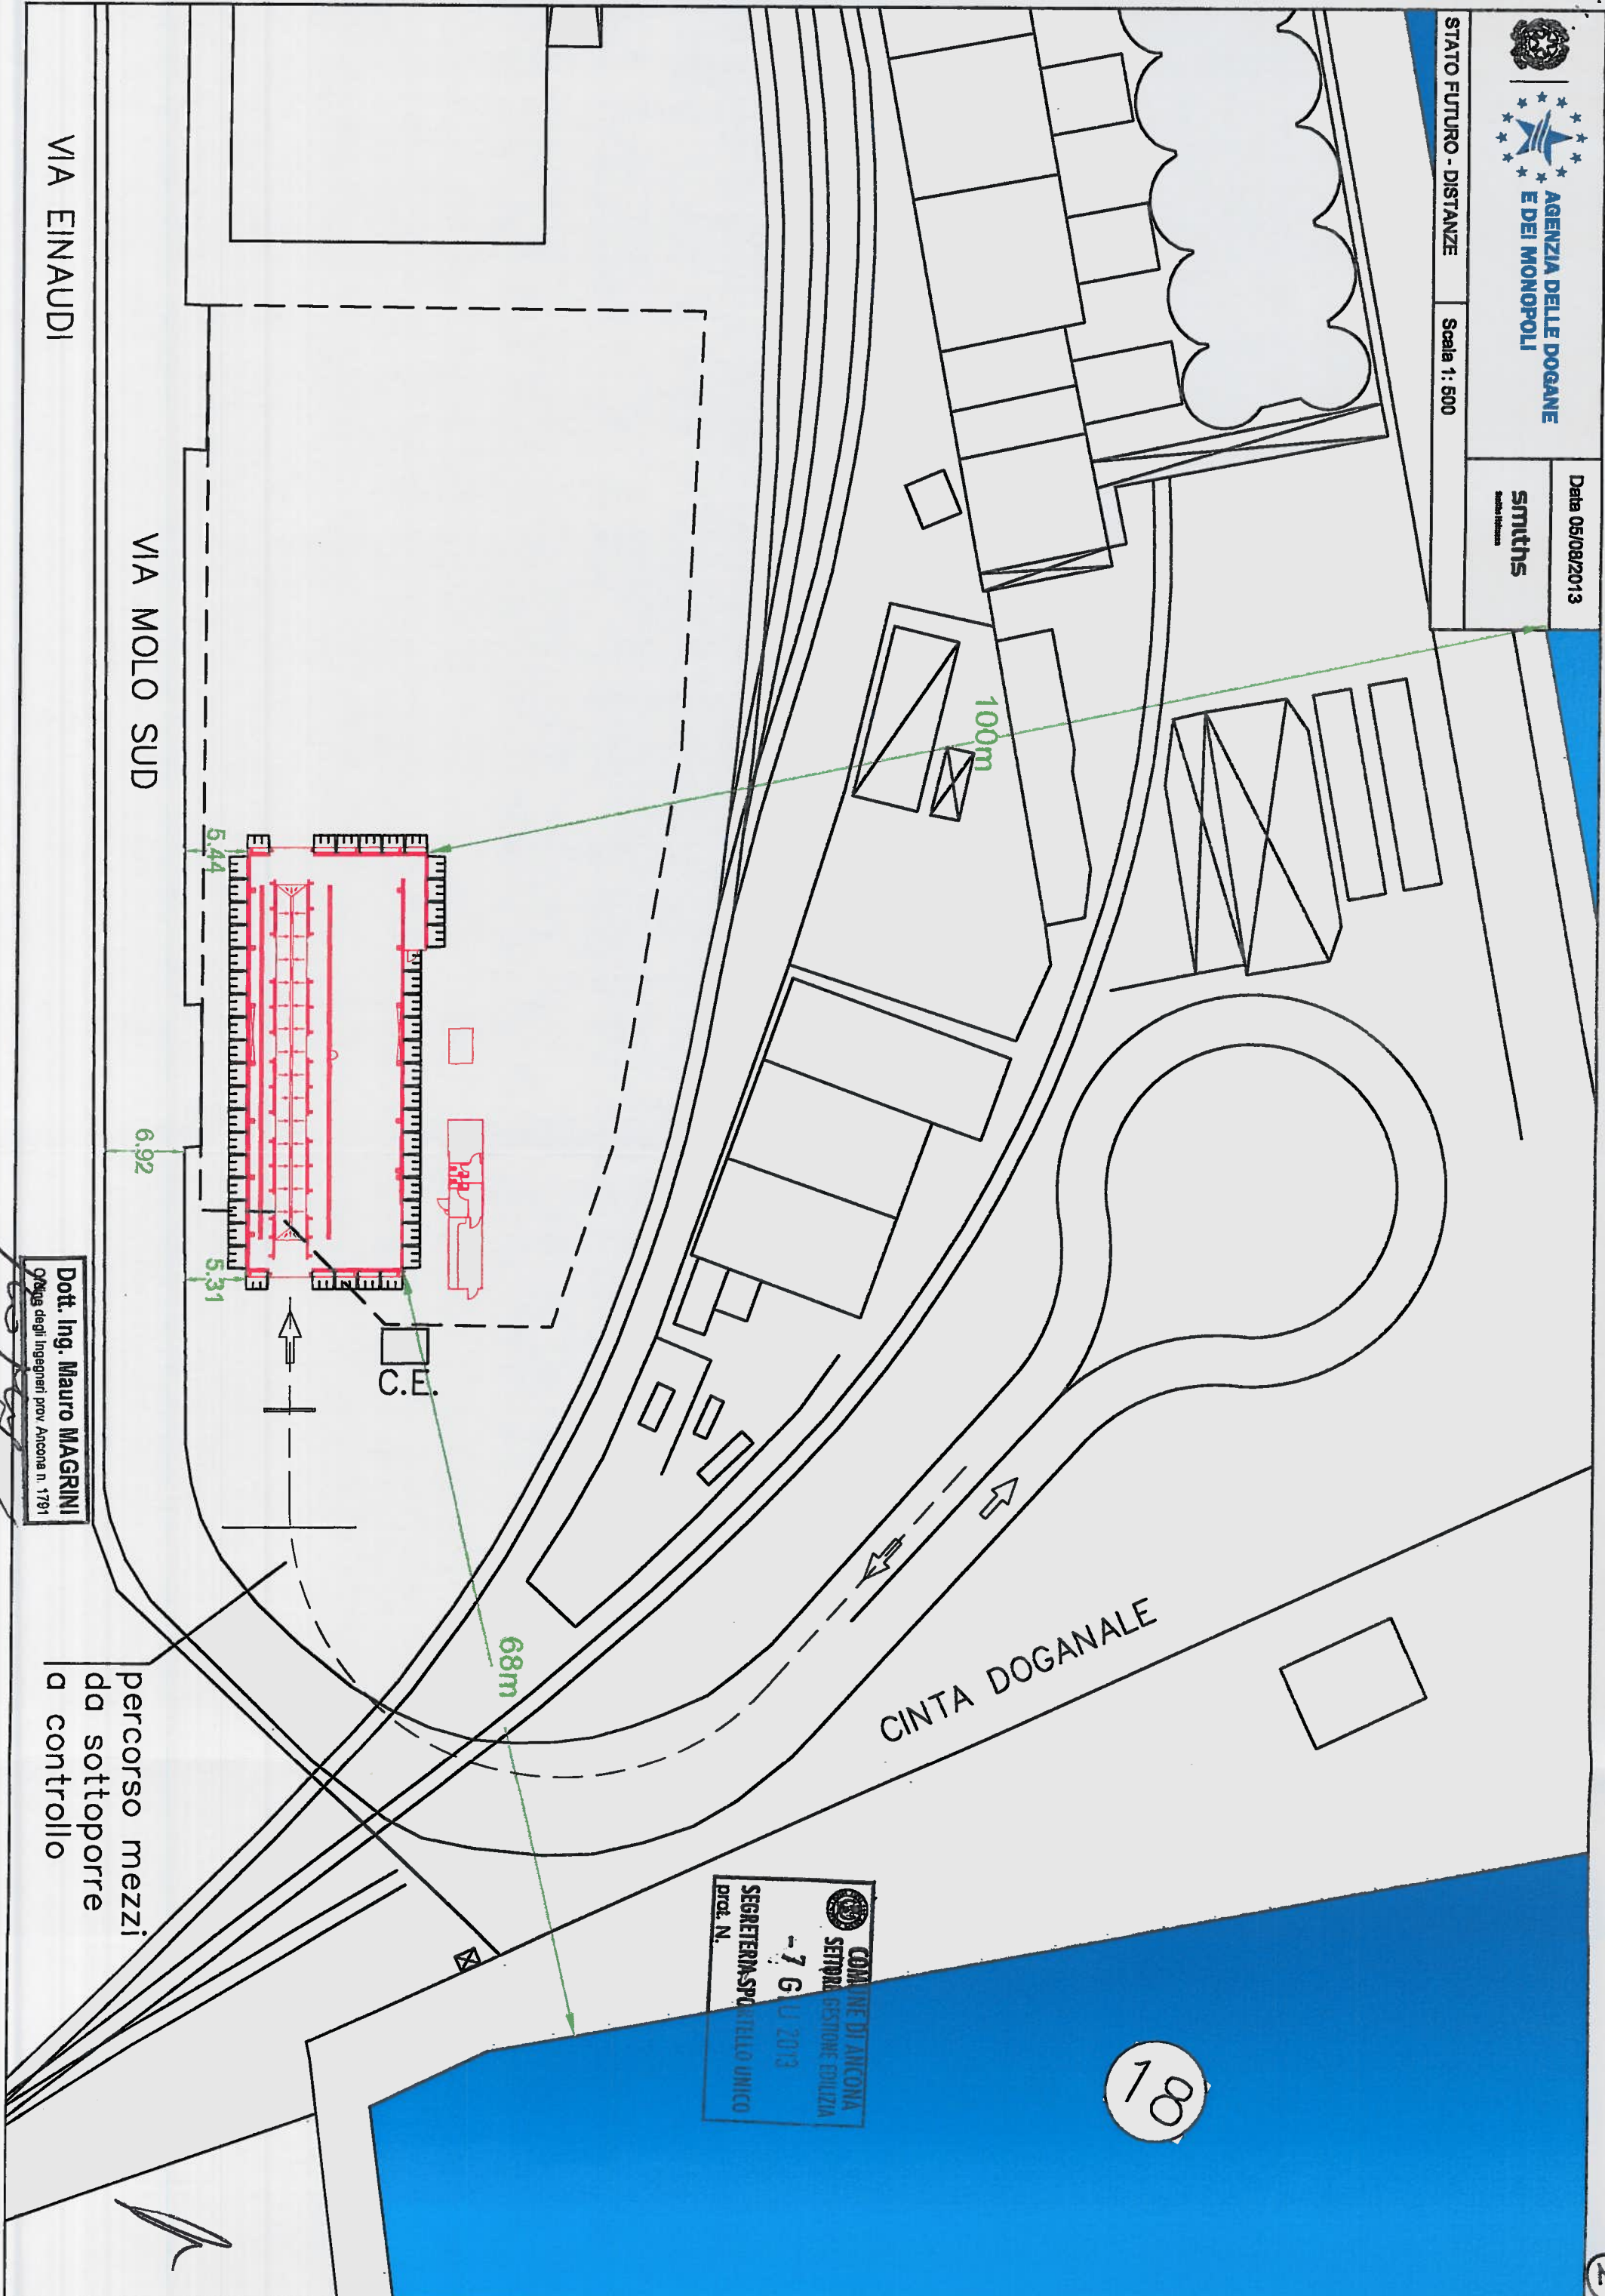 AGENZIA DELLE DOGANE
E DEI MONOPOLI
Data 05/08/2013
smiths
STATO FUTURO - DISTANZE
Scala 1: 500
100m
VIA EINAUDI
VIA MOLO SUD
5.44
6.92
5.31
C.E.
68m
CINTA DOGANALE
percorso mezzi
da sottoporre
a controllo
Dott. Ing. Mauro MAGRINI
Ordine degli Ingegneri prov. Ancona n. 1791
COMUNE DI ANCONA
SETTORE GESTIONE EDILIZIA
- 7 GIU 2013
SEGRETERIA-SPORTELLO UNICO
prot. N.
18